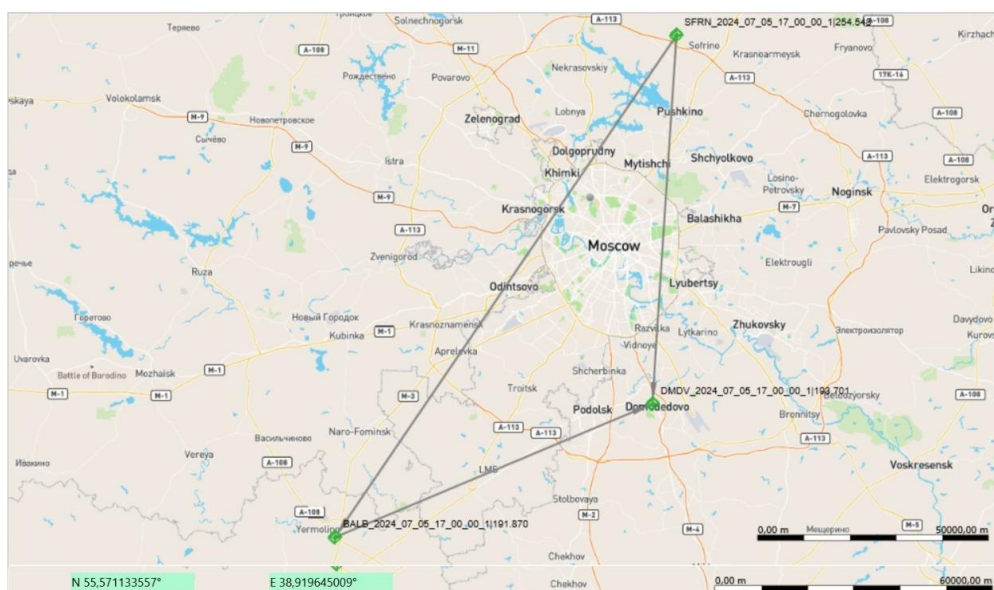 Solnechnogorsk
A-113
SFRN_2024_07_05_17_00_00_1|254.542
A-108
Теряево
Sofrino
Kirzhach
A-108
M-11
Fryanovo
Krasnoarmeysk
Nekrasovskiy
Рождествено
Povarovo
A-113
17K-16
Volokolamsk
Lobnya
Pushkino
Chernogolovka
A-108
M-9
Новопетровское
Zelenograd
Сычёво
M-9
Dolgoprudny
Mytishchi
Shchyolkovo
A-113
A-108
Istra
Khimki
Losino-
Petrovsky
Elektrogorsk
M-9
Noginsk
Krasnogorsk
M-7
Balashikha
A-113
Pavlovsky Posad
Moscow
Zvenigorod
Elektrougli
Ruza
Likino
Odintsovo
Lyubertsy
Горетово
Новый Городок
Krasnoznamensk
Davydovo
M-1
Kubinka
Razvilka
Lytkarino
Zhukovsky
Электроизолятор
Kurovs
Vidnoye
Aprelevka
Uvarovka
Battle of Borodino
Mozhaisk
M-1
Shcherbinka
M-1
M-1
Troitsk
DMDV_2024_07_05_17_00_00_1|193.701
Belozyorsky
A-108
M-3
Podolsk
Domodedovo
Bronnitsy
Naro-Fominsk
A-113
A-113
A-113
Васильчиново
Vereya
Ивакино
A-108
Voskresensk
LMS
Stolbovaya
A-108
M-2
BALB_2024_07_05_17_00_00_1|191.870
Yermolino
M-4
0,00 m
Мещерино
50000,00 m
M-5
Chekhov
N 55,571133557°
E 38,919645009°
Chekhov
0,00 m
60000,00 m